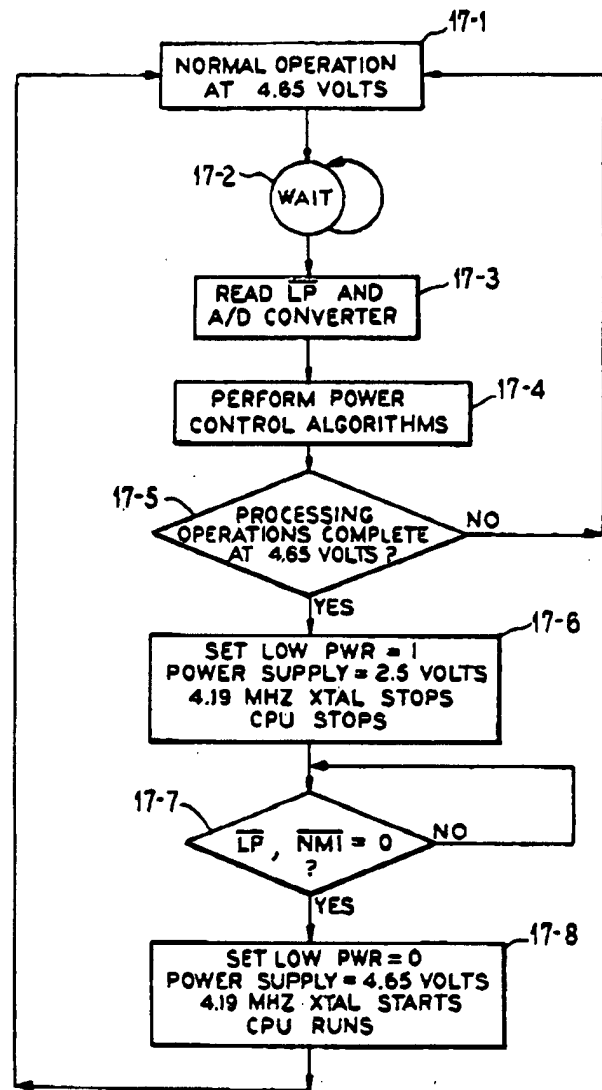 17-1
NORMAL OPERATION
AT 4.65 VOLTS
17-2
WAIT
17-3
READ L̅P̅ AND
A/D CONVERTER
17-4
PERFORM POWER
CONTROL ALGORITHMS
17-5
PROCESSING
OPERATIONS COMPLETE
AT 4.65 VOLTS ?
NO
YES
17-6
SET LOW PWR = 1
POWER SUPPLY = 2.5 VOLTS
4.19 MHZ XTAL STOPS
CPU STOPS
17-7
L̅P̅ , N̅M̅I̅ = 0
?
NO
YES
17-8
SET LOW PWR = 0
POWER SUPPLY = 4.65 VOLTS
4.19 MHZ XTAL STARTS
CPU RUNS